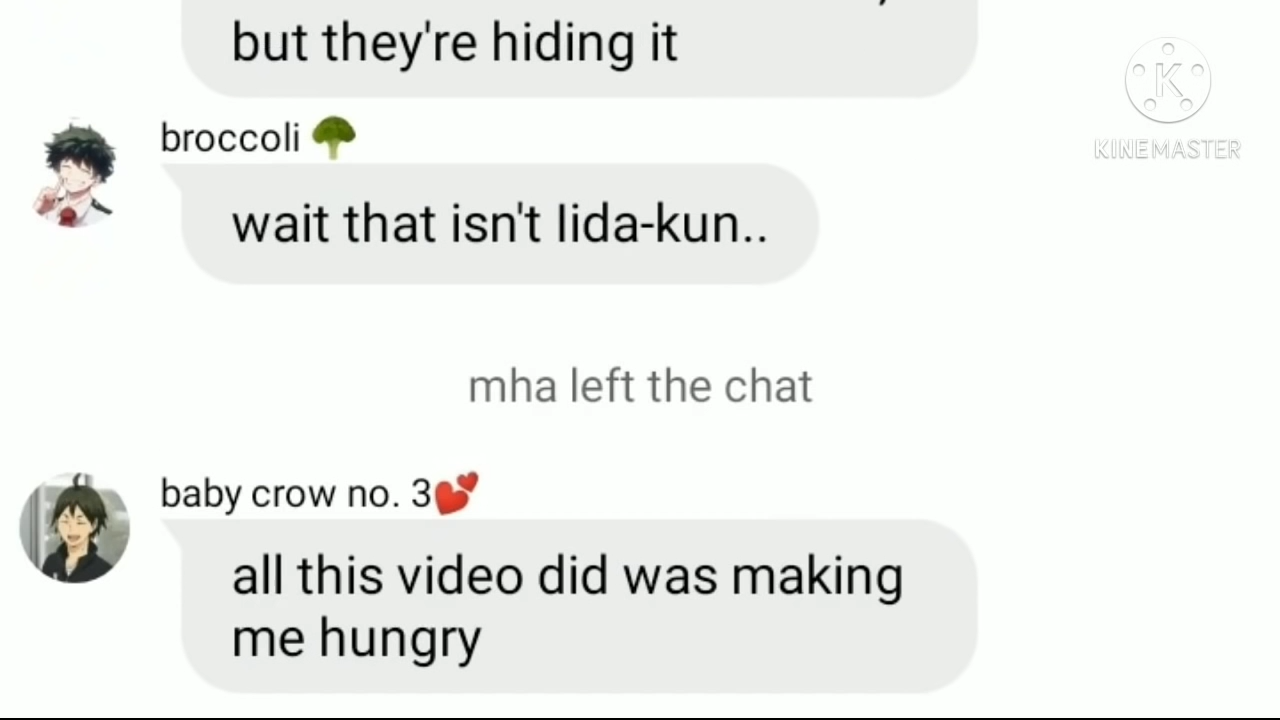 but they're hiding it
broccoli 🥦
wait that isn't Iida-kun..
mha left the chat
baby crow no. 3💕
all this video did was making
me hungry
K
KINEMASTER